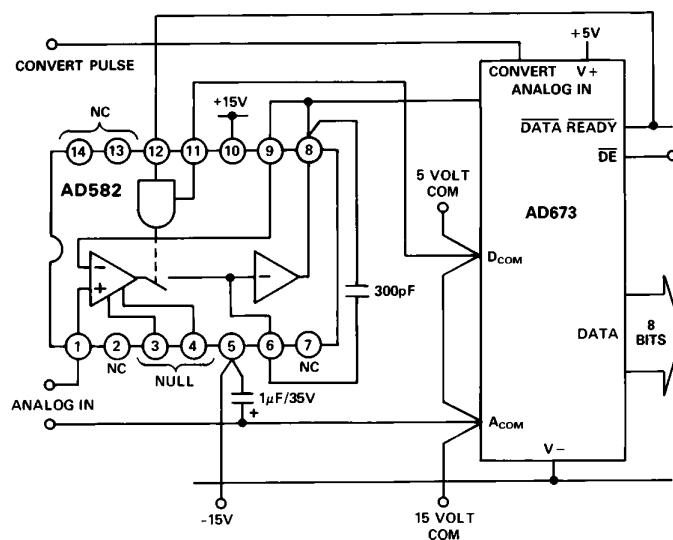 CONVERT PULSE
+5V
CONVERT V+
ANALOG IN
NC
+15V
14 13 12 11 10 9 8
DATA READY
DE
AD582
5 VOLT
COM
AD673
DCOM
300pF
8
BITS
DATA
1 2 3 4 5 6 7
NC
NULL
NC
1μF/35V
+
ANALOG IN
ACOM
V−
-15V
15 VOLT
COM
−
+
−